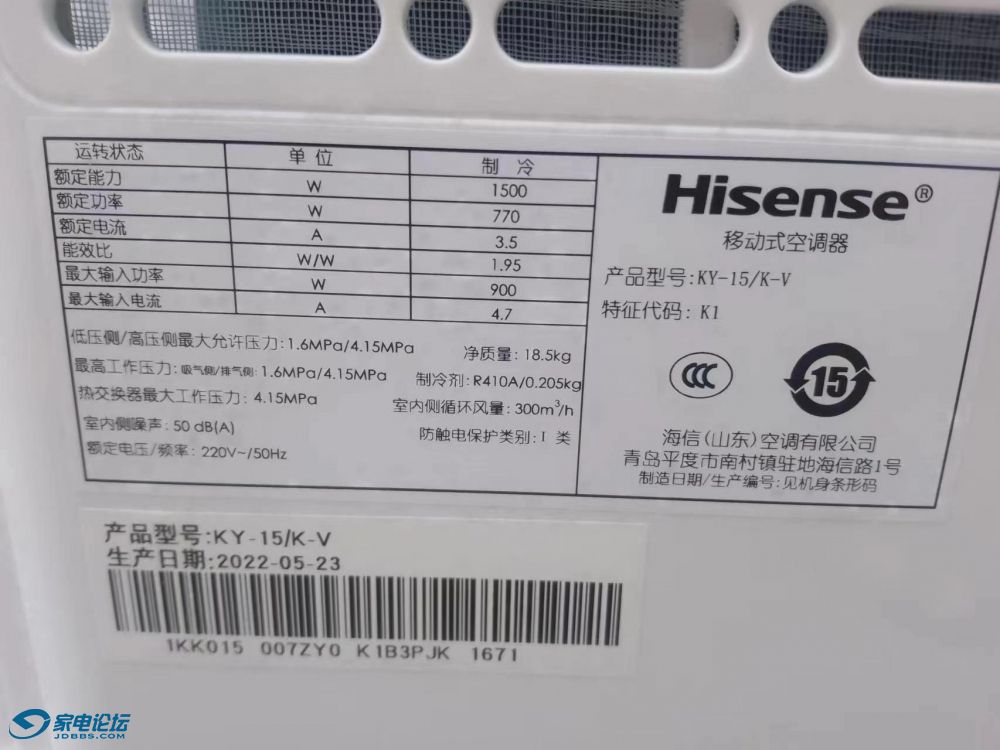 运转状态 单位 制冷
额定能力 W 1500
额定功率 W 770
额定电流 A 3.5
能效比 W/W 1.95
最大输入功率 W 900
最大输入电流 A 4.7
低压侧/高压侧最大允许压力:1.6MPa/4.15MPa 净质量:18.5kg
最高工作压力:吸气侧/排气侧:1.6MPa/4.15MPa 制冷剂:R410A/0.205kg
热交换器最大工作压力:4.15MPa 室内侧循环风量:300m³/h
室内侧噪声:50 dB(A) 防触电保护类别:I 类
额定电压/频率:220V~/50Hz
Hisense®
移动式空调器
产品型号:KY-15/K-V
特征代码:K1
CCC 15
海信(山东)空调有限公司
青岛平度市南村镇驻地海信路1号
制造日期/生产编号:见机身条形码
产品型号:KY-15/K-V
生产日期:2022-05-23
1KK015 007ZY0 K1B3PJK 1671
家电论坛
JDBBS.COM